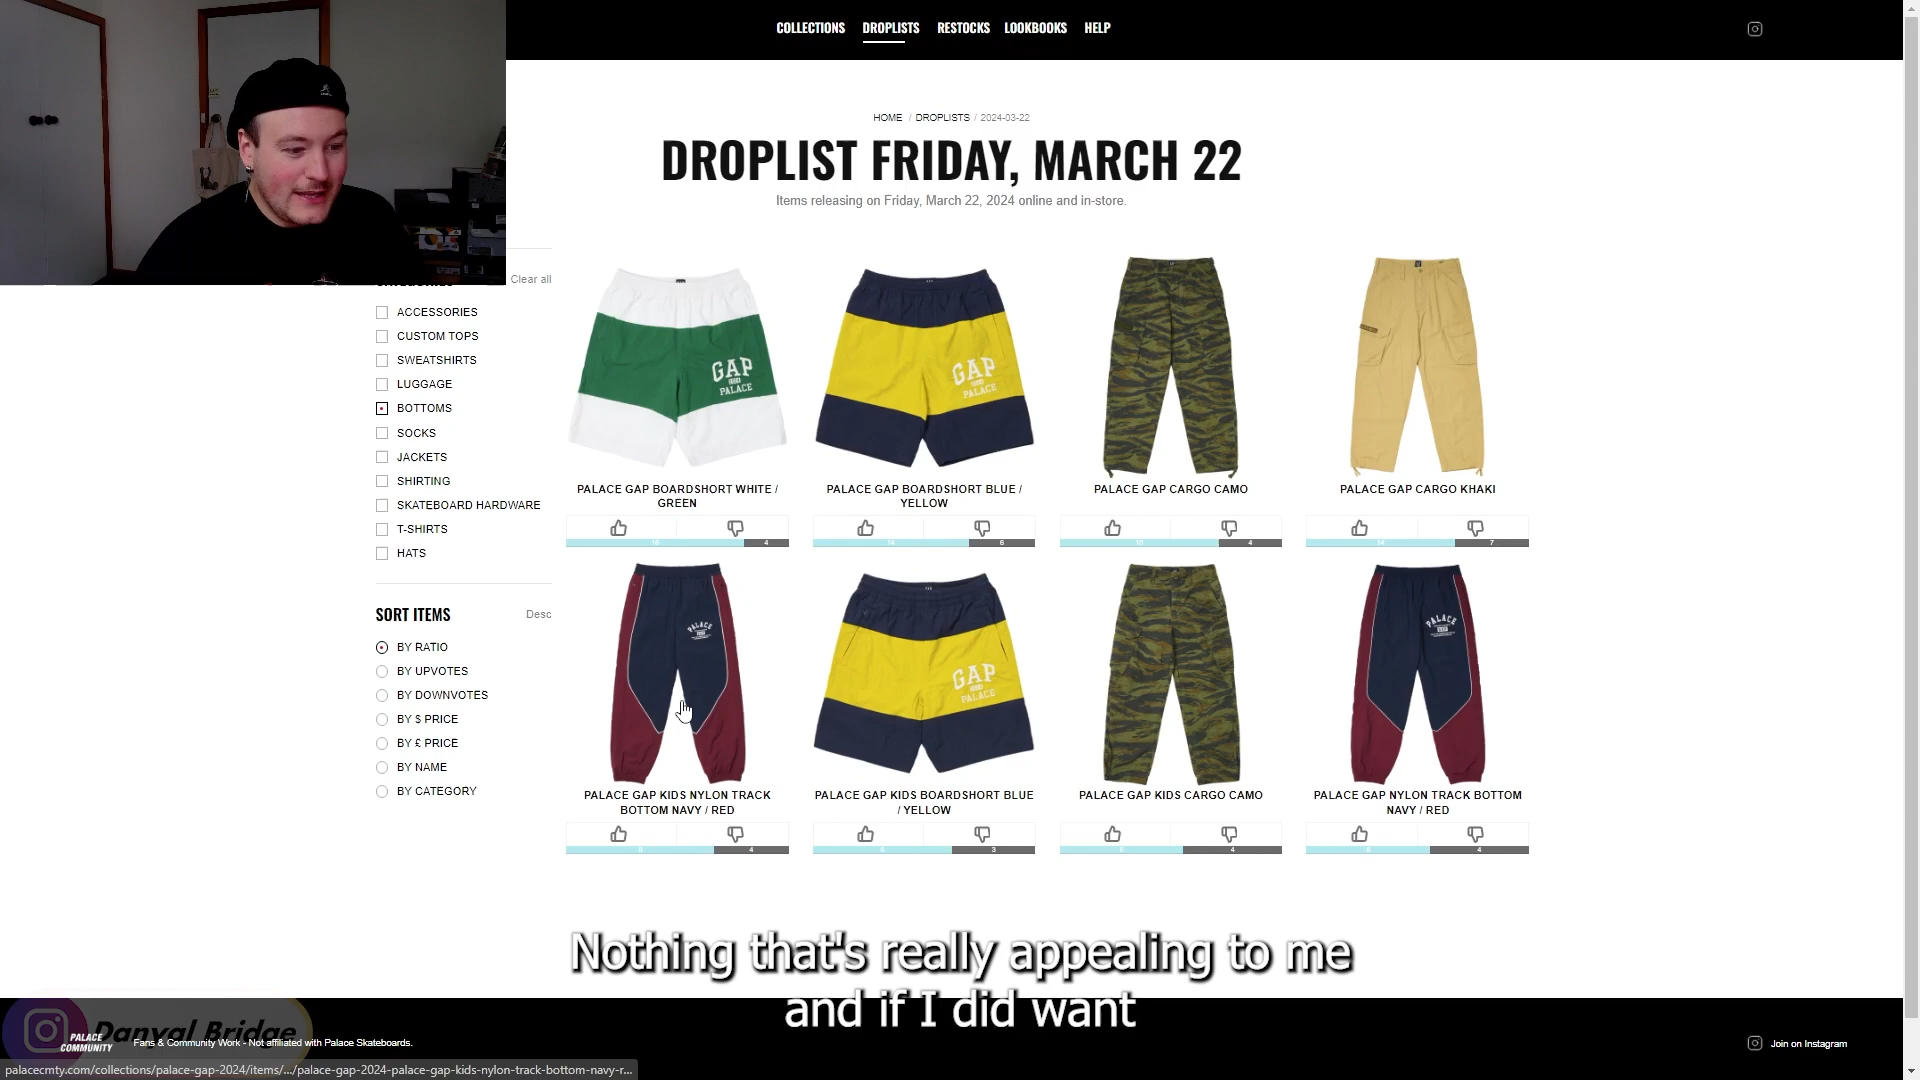 COLLECTIONS DROPLISTS RESTOCKS LOOKBOOKS HELP
HOME / DROPLISTS / 2024-03-22
DROPLIST FRIDAY, MARCH 22
Items releasing on Friday, March 22, 2024 online and in-store.
Clear all
ACCESSORIES
CUSTOM TOPS
SWEATSHIRTS
LUGGAGE
BOTTOMS
SOCKS
JACKETS
SHIRTING
SKATEBOARD HARDWARE
T-SHIRTS
HATS
SORT ITEMS Desc
BY RATIO
BY UPVOTES
BY DOWNVOTES
BY $ PRICE
BY £ PRICE
BY NAME
BY CATEGORY
GAP
PALACE
GAP
PALACE
PALACE GAP BOARDSHORT WHITE /
GREEN
PALACE GAP BOARDSHORT BLUE /
YELLOW
PALACE GAP CARGO CAMO
PALACE GAP CARGO KHAKI
4
6
4
7
PALACE
GAP
PALACE
PALACE
PALACE GAP KIDS NYLON TRACK
BOTTOM NAVY / RED
PALACE GAP KIDS BOARDSHORT BLUE
/ YELLOW
PALACE GAP KIDS CARGO CAMO
PALACE GAP NYLON TRACK BOTTOM
NAVY / RED
4
3
4
4
Nothing that's really appealing to me
and if I did want
Danyal Bridge
PALACE
COMMUNITY
Fans & Community Work - Not affiliated with Palace Skateboards.
Join on Instagram
palacecmty.com/collections/palace-gap-2024/items/.../palace-gap-2024-palace-gap-kids-nylon-track-bottom-navy-r...